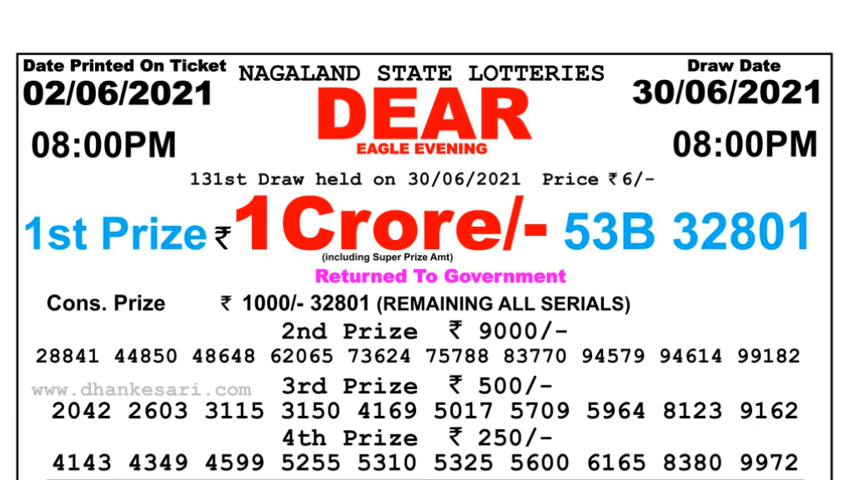 Date Printed On Ticket NAGALAND STATE LOTTERIES Draw Date
02/06/2021 DEAR 30/06/2021
EAGLE EVENING
08:00PM 08:00PM
131st Draw held on 30/06/2021 Price ₹ 6/-
1st Prize ₹ 1Crore/- 53B 32801
(including Super Prize Amt)
Returned To Government
Cons. Prize ₹ 1000/- 32801 (REMAINING ALL SERIALS)
2nd Prize ₹ 9000/-
28841 44850 48648 62065 73624 75788 83770 94579 94614 99182
www.dhankesari.com 3rd Prize ₹ 500/-
2042 2603 3115 3150 4169 5017 5709 5964 8123 9162
4th Prize ₹ 250/-
4143 4349 4599 5255 5310 5325 5600 6165 8380 9972